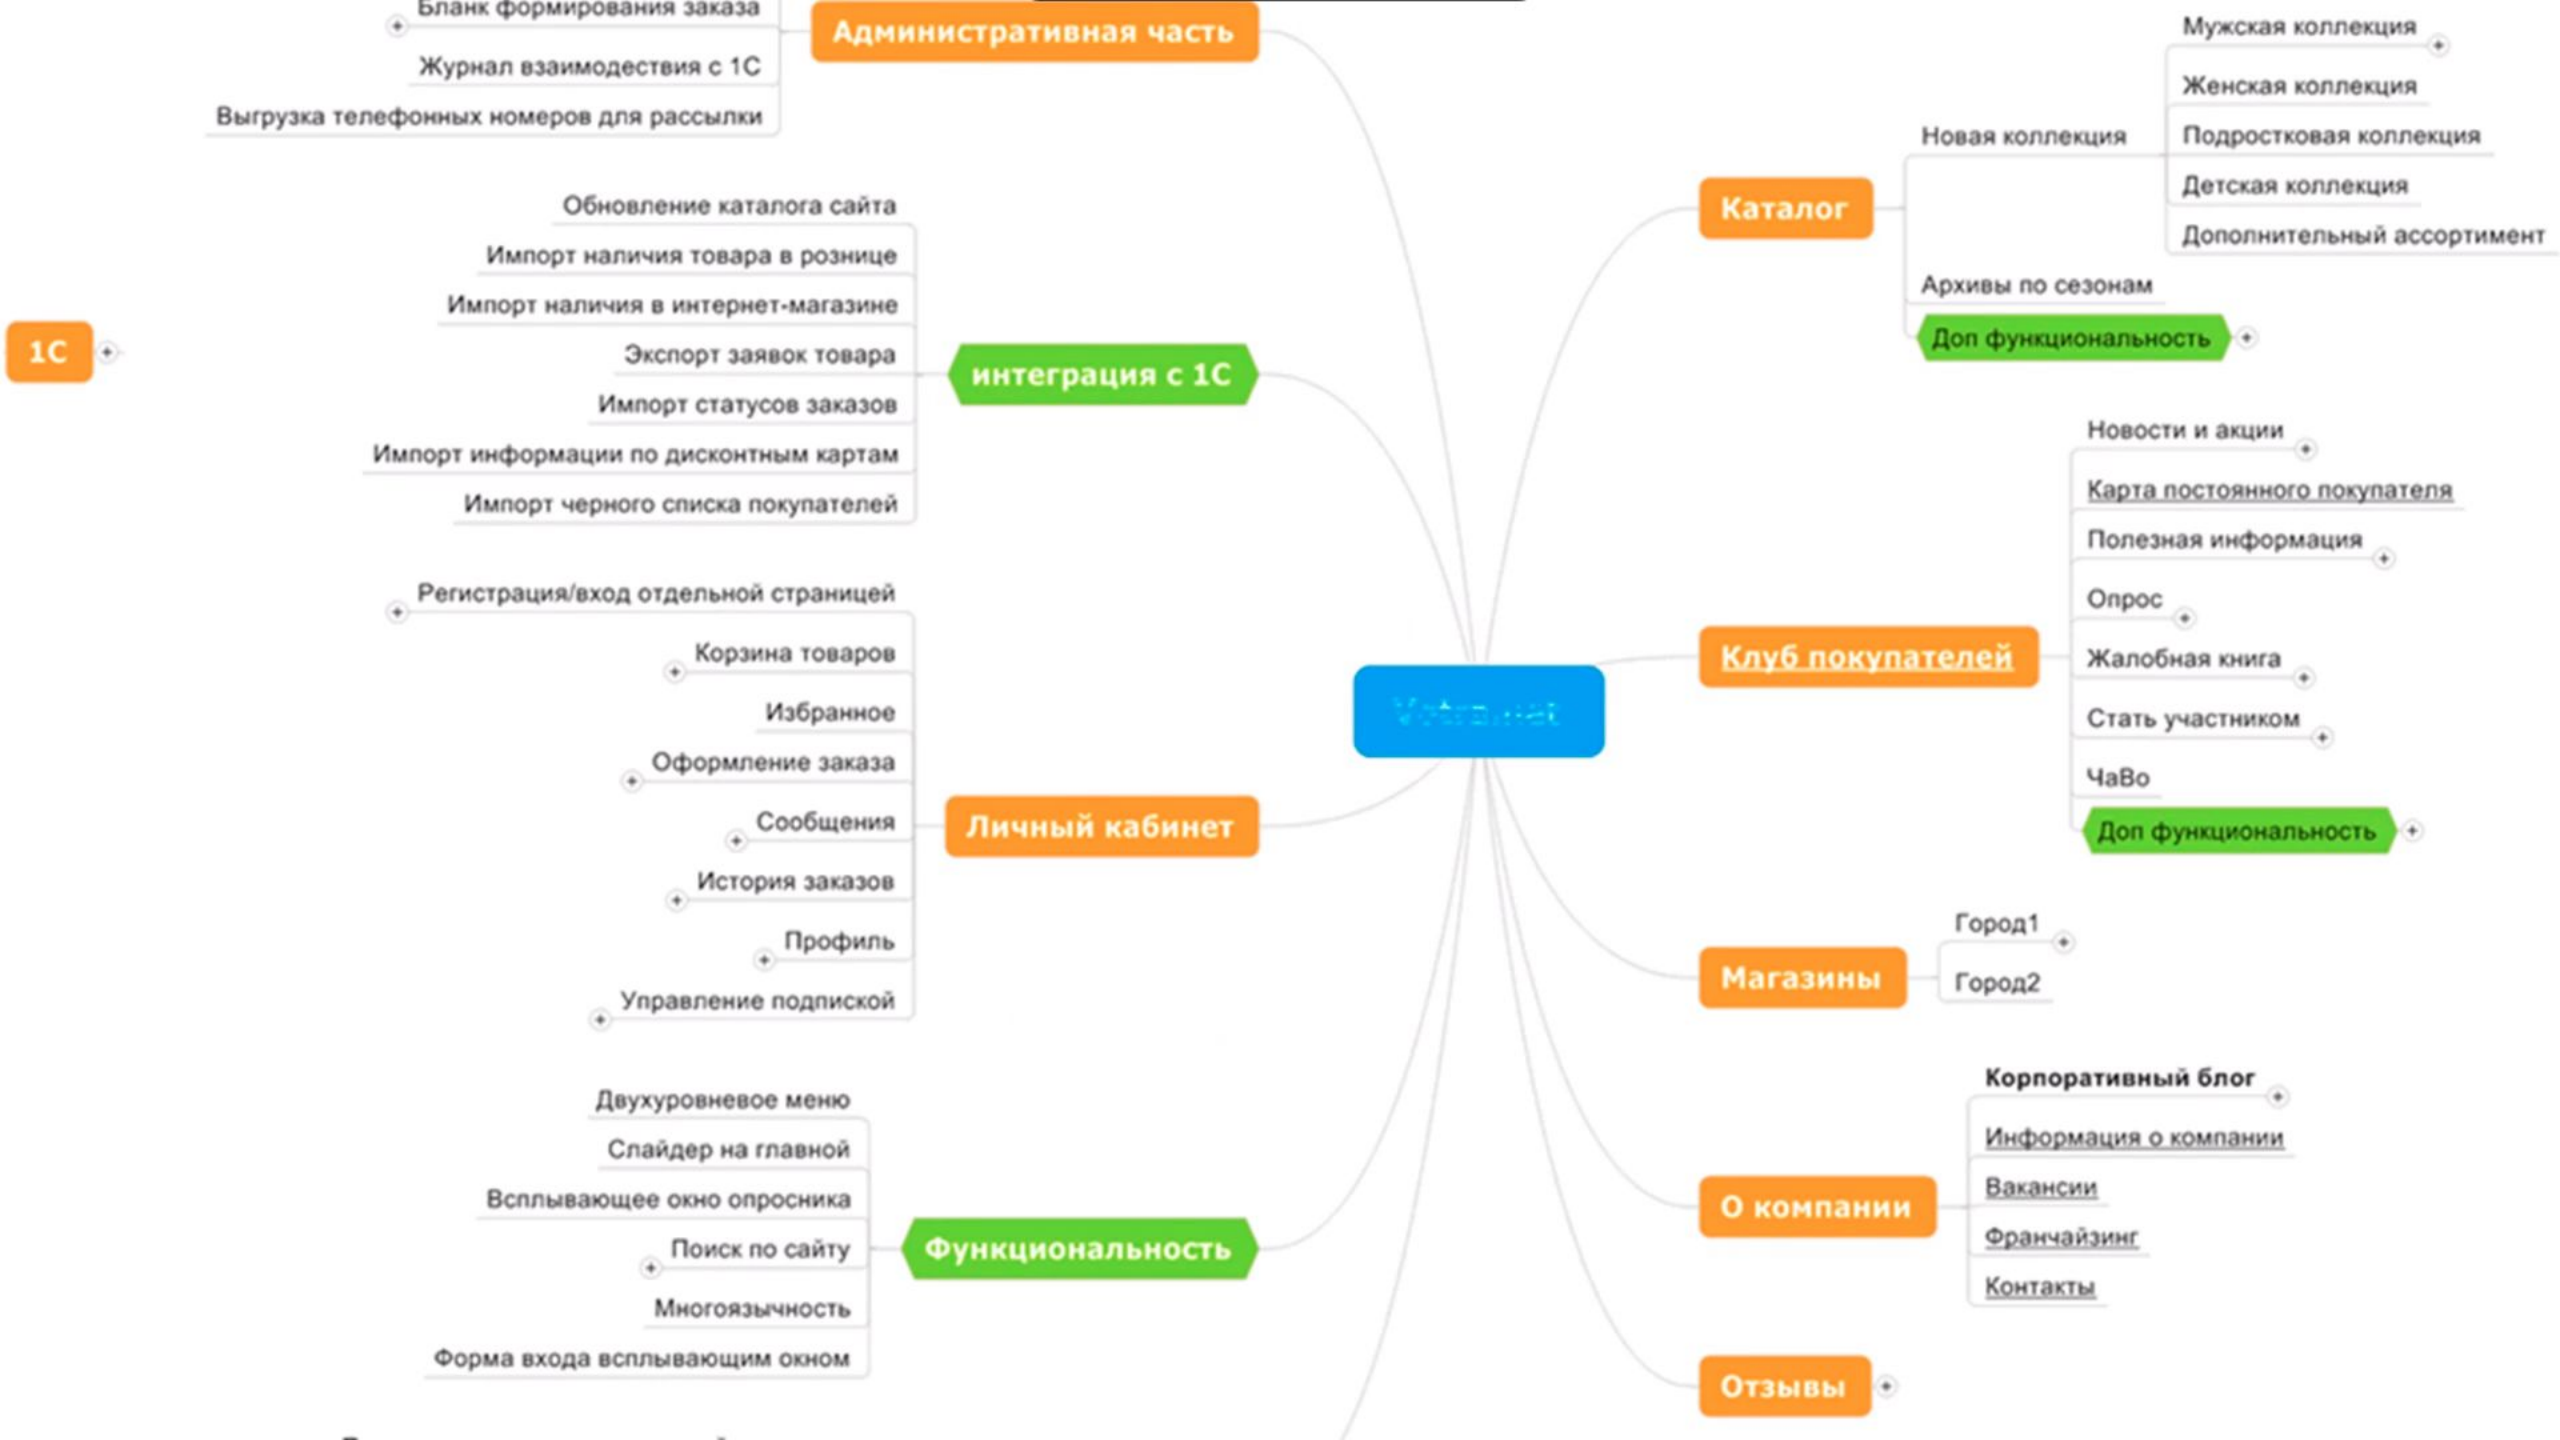 Бланк формирования заказа
Журнал взаимодествия с 1С
Выгрузка телефонных номеров для рассылки
Административная часть
Обновление каталога сайта
Импорт наличия товара в рознице
Импорт наличия в интернет-магазине
Экспорт заявок товара
Импорт статусов заказов
Импорт информации по дисконтным картам
Импорт черного списка покупателей
интеграция с 1С
1С
Регистрация/вход отдельной страницей
Корзина товаров
Избранное
Оформление заказа
Сообщения
История заказов
Профиль
Управление подпиской
Личный кабинет
Двухуровневое меню
Слайдер на главной
Всплывающее окно опросника
Поиск по сайту
Многоязычность
Форма входа всплывающим окном
Функциональность
Каталог
Новая коллекция
Мужская коллекция
Женская коллекция
Подростковая коллекция
Детская коллекция
Дополнительный ассортимент
Архивы по сезонам
Доп функциональность
Клуб покупателей
Новости и акции
Карта постоянного покупателя
Полезная информация
Опрос
Жалобная книга
Стать участником
ЧаВо
Доп функциональность
Магазины
Город1
Город2
О компании
Корпоративный блог
Информация о компании
Вакансии
Франчайзинг
Контакты
Отзывы